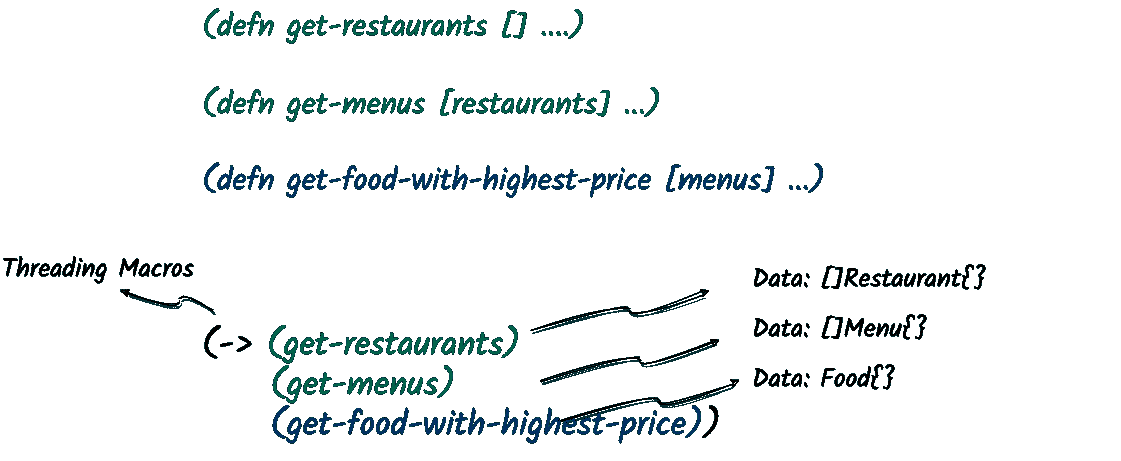 (defn get-restaurants [] ....)
(defn get-menus [restaurants] ...)
(defn get-food-with-highest-price [menus] ...)
Threading Macros
(-> (get-restaurants)
(get-menus)
(get-food-with-highest-price))
Data: []Restaurant{}
Data: []Menu{}
Data: Food{}